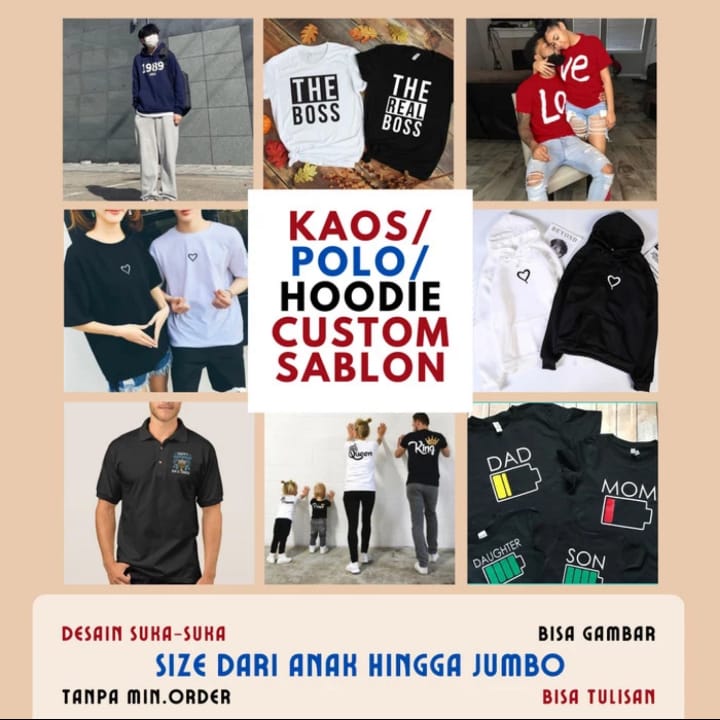 1989
THE
BOSS
THE
REAL
BOSS
Lo
ve
KAOS/
POLO/
HOODIE
CUSTOM
SABLON
BEYOND
Queen
King
DAD
MOM
DAUGHTER
SON
DESAIN SUKA-SUKA
BISA GAMBAR
SIZE DARI ANAK HINGGA JUMBO
TANPA MIN.ORDER
BISA TULISAN